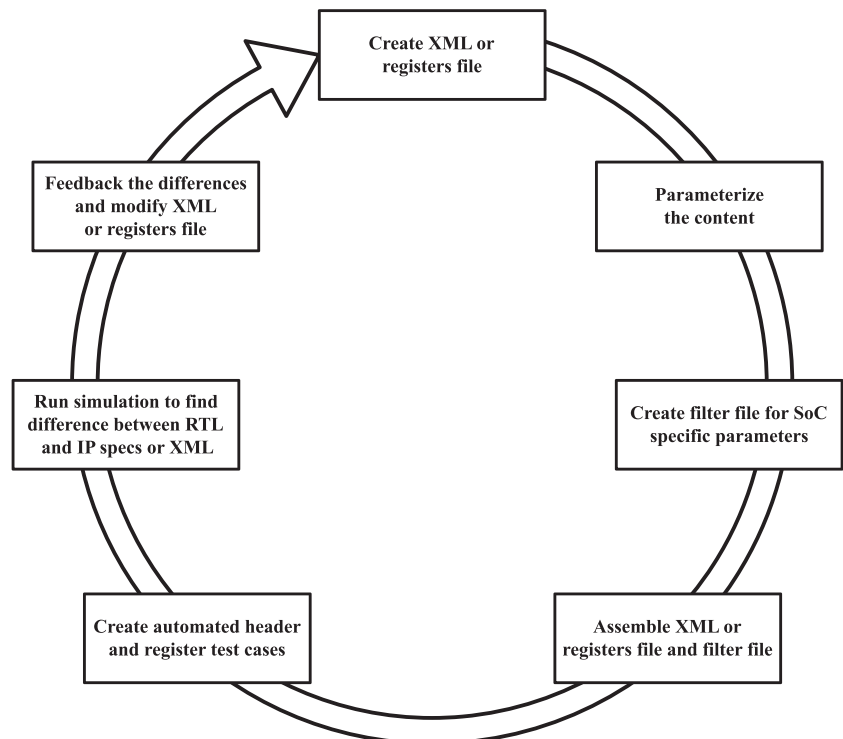 Create XML or
registers file
Parameterize
the content
Create filter file for SoC
specific parameters
Assemble XML or
registers file and filter file
Create automated header
and register test cases
Run simulation to find
difference between RTL
and IP specs or XML
Feedback the differences
and modify XML
or registers file